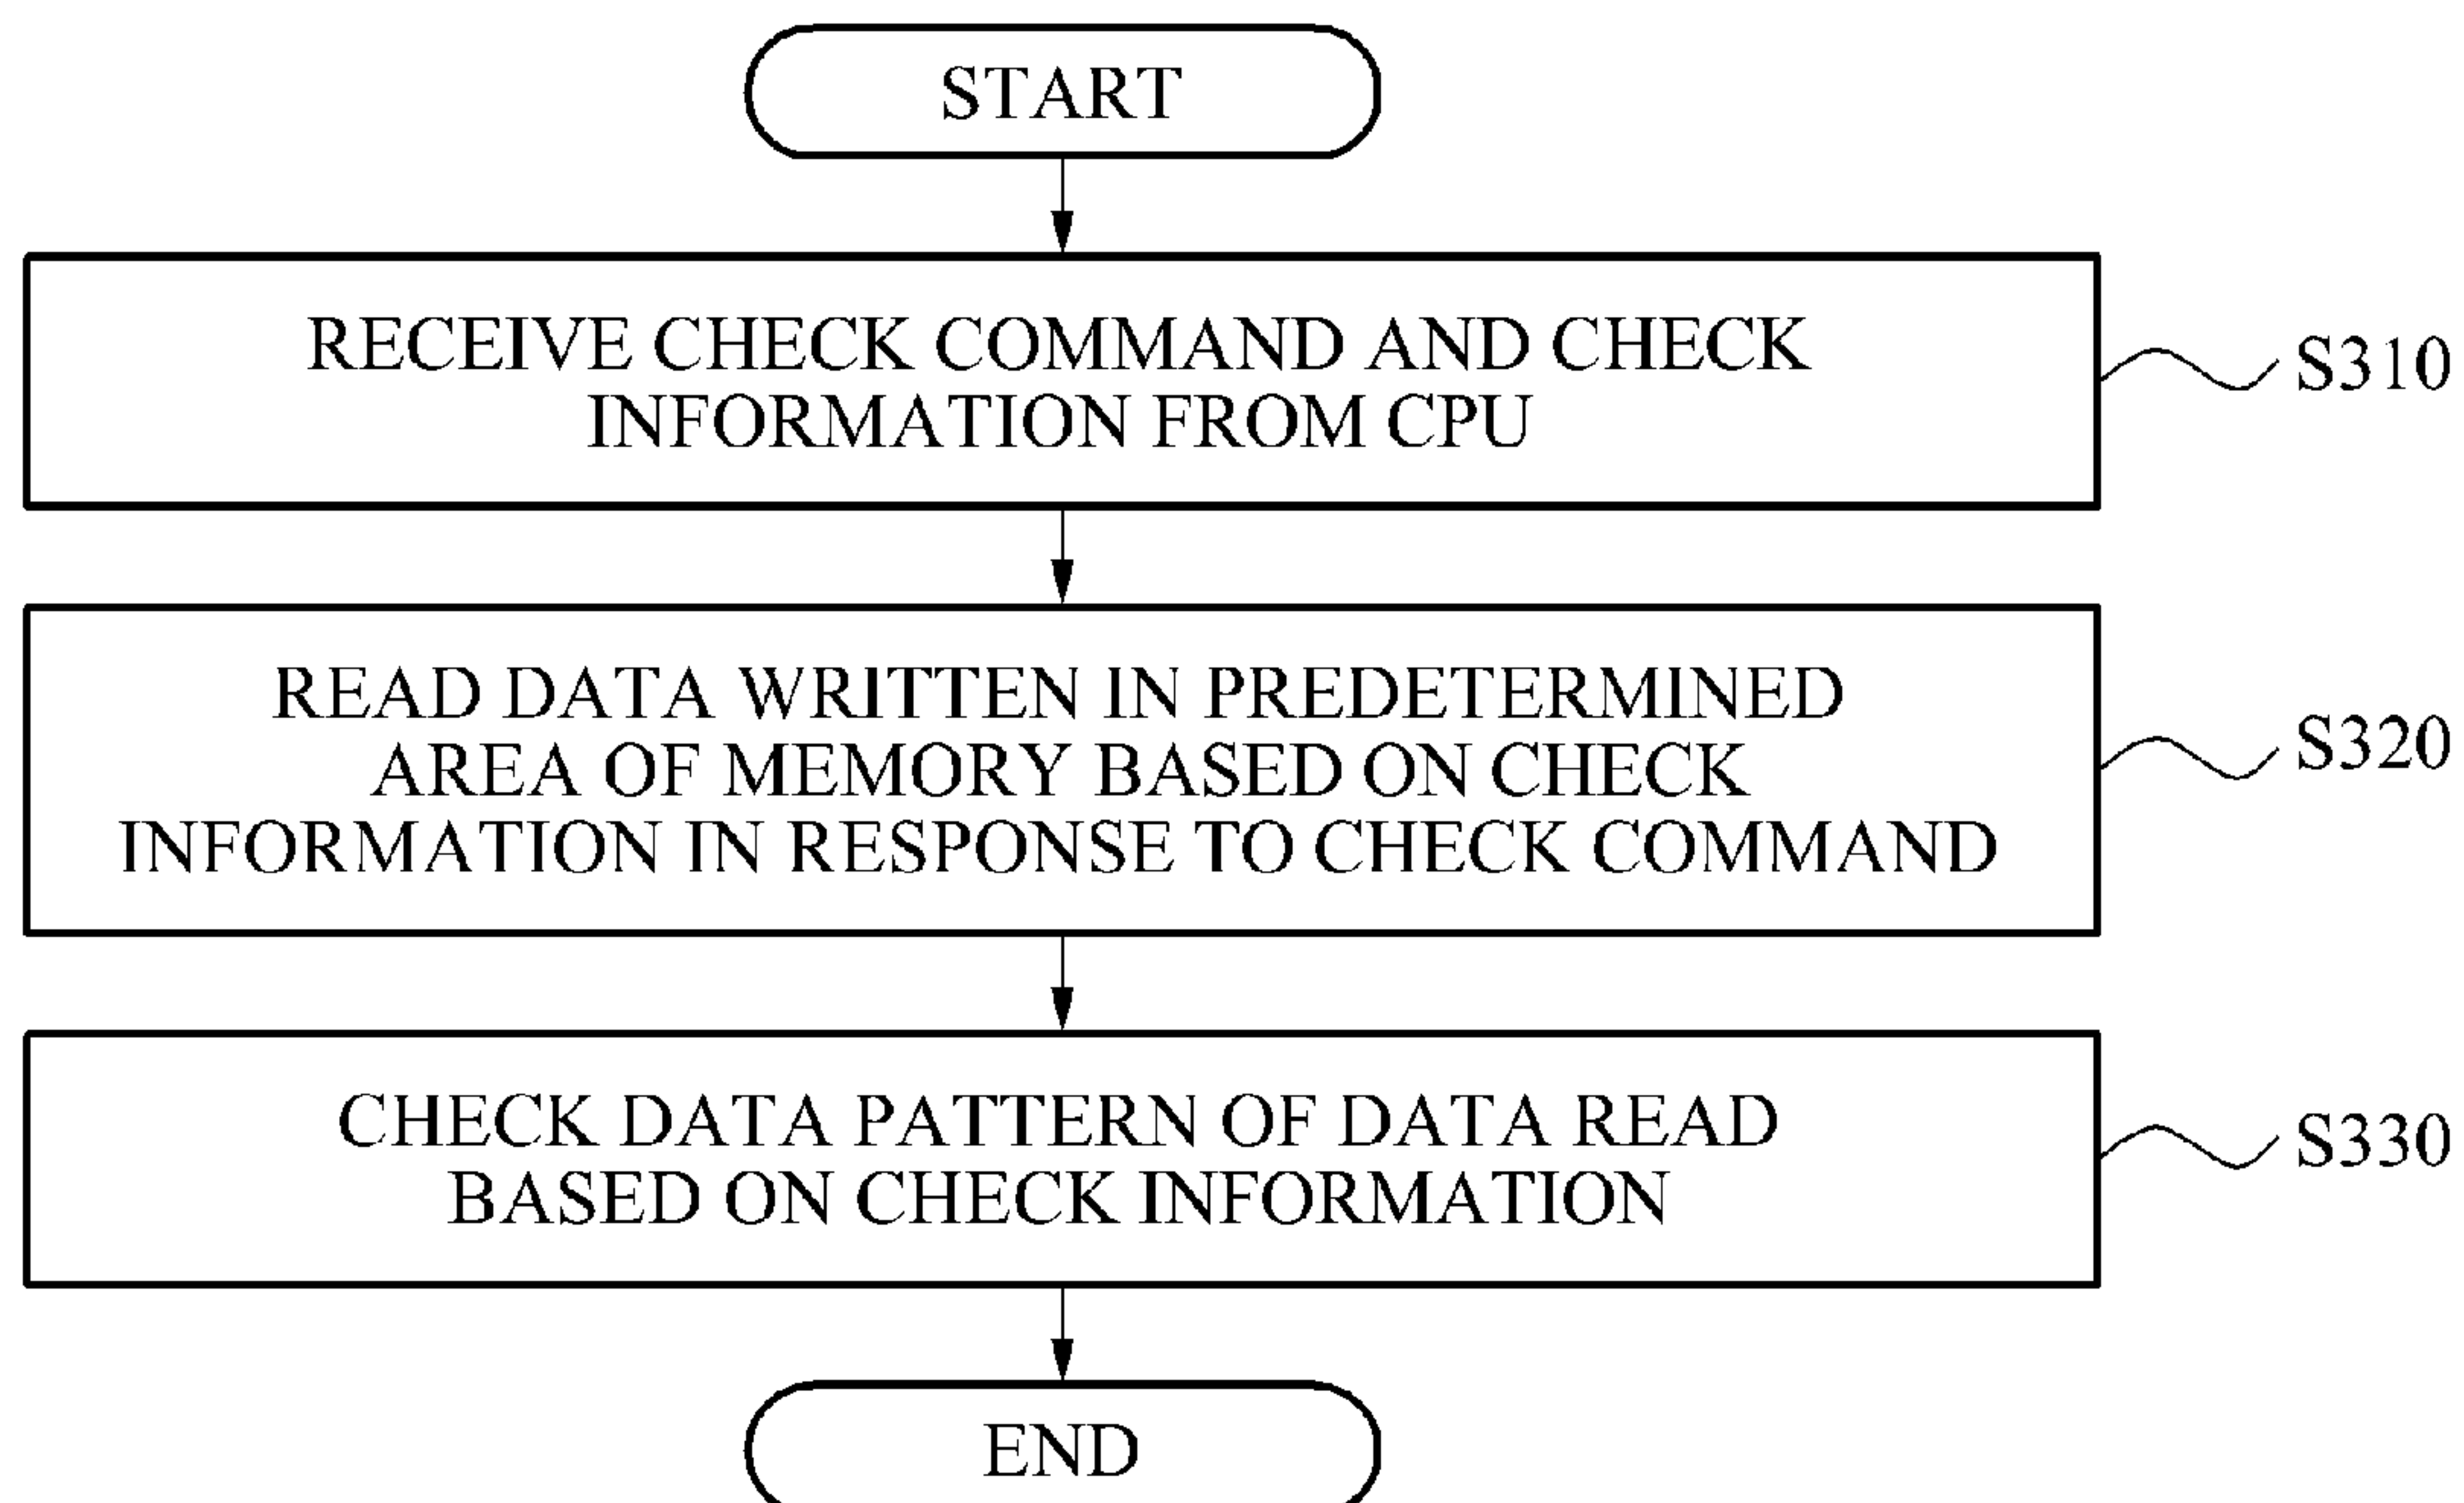 START
RECEIVE CHECK COMMAND AND CHECK
INFORMATION FROM CPU
S310
READ DATA WRITTEN IN PREDETERMINED
AREA OF MEMORY BASED ON CHECK
INFORMATION IN RESPONSE TO CHECK COMMAND
S320
CHECK DATA PATTERN OF DATA READ
BASED ON CHECK INFORMATION
S330
END